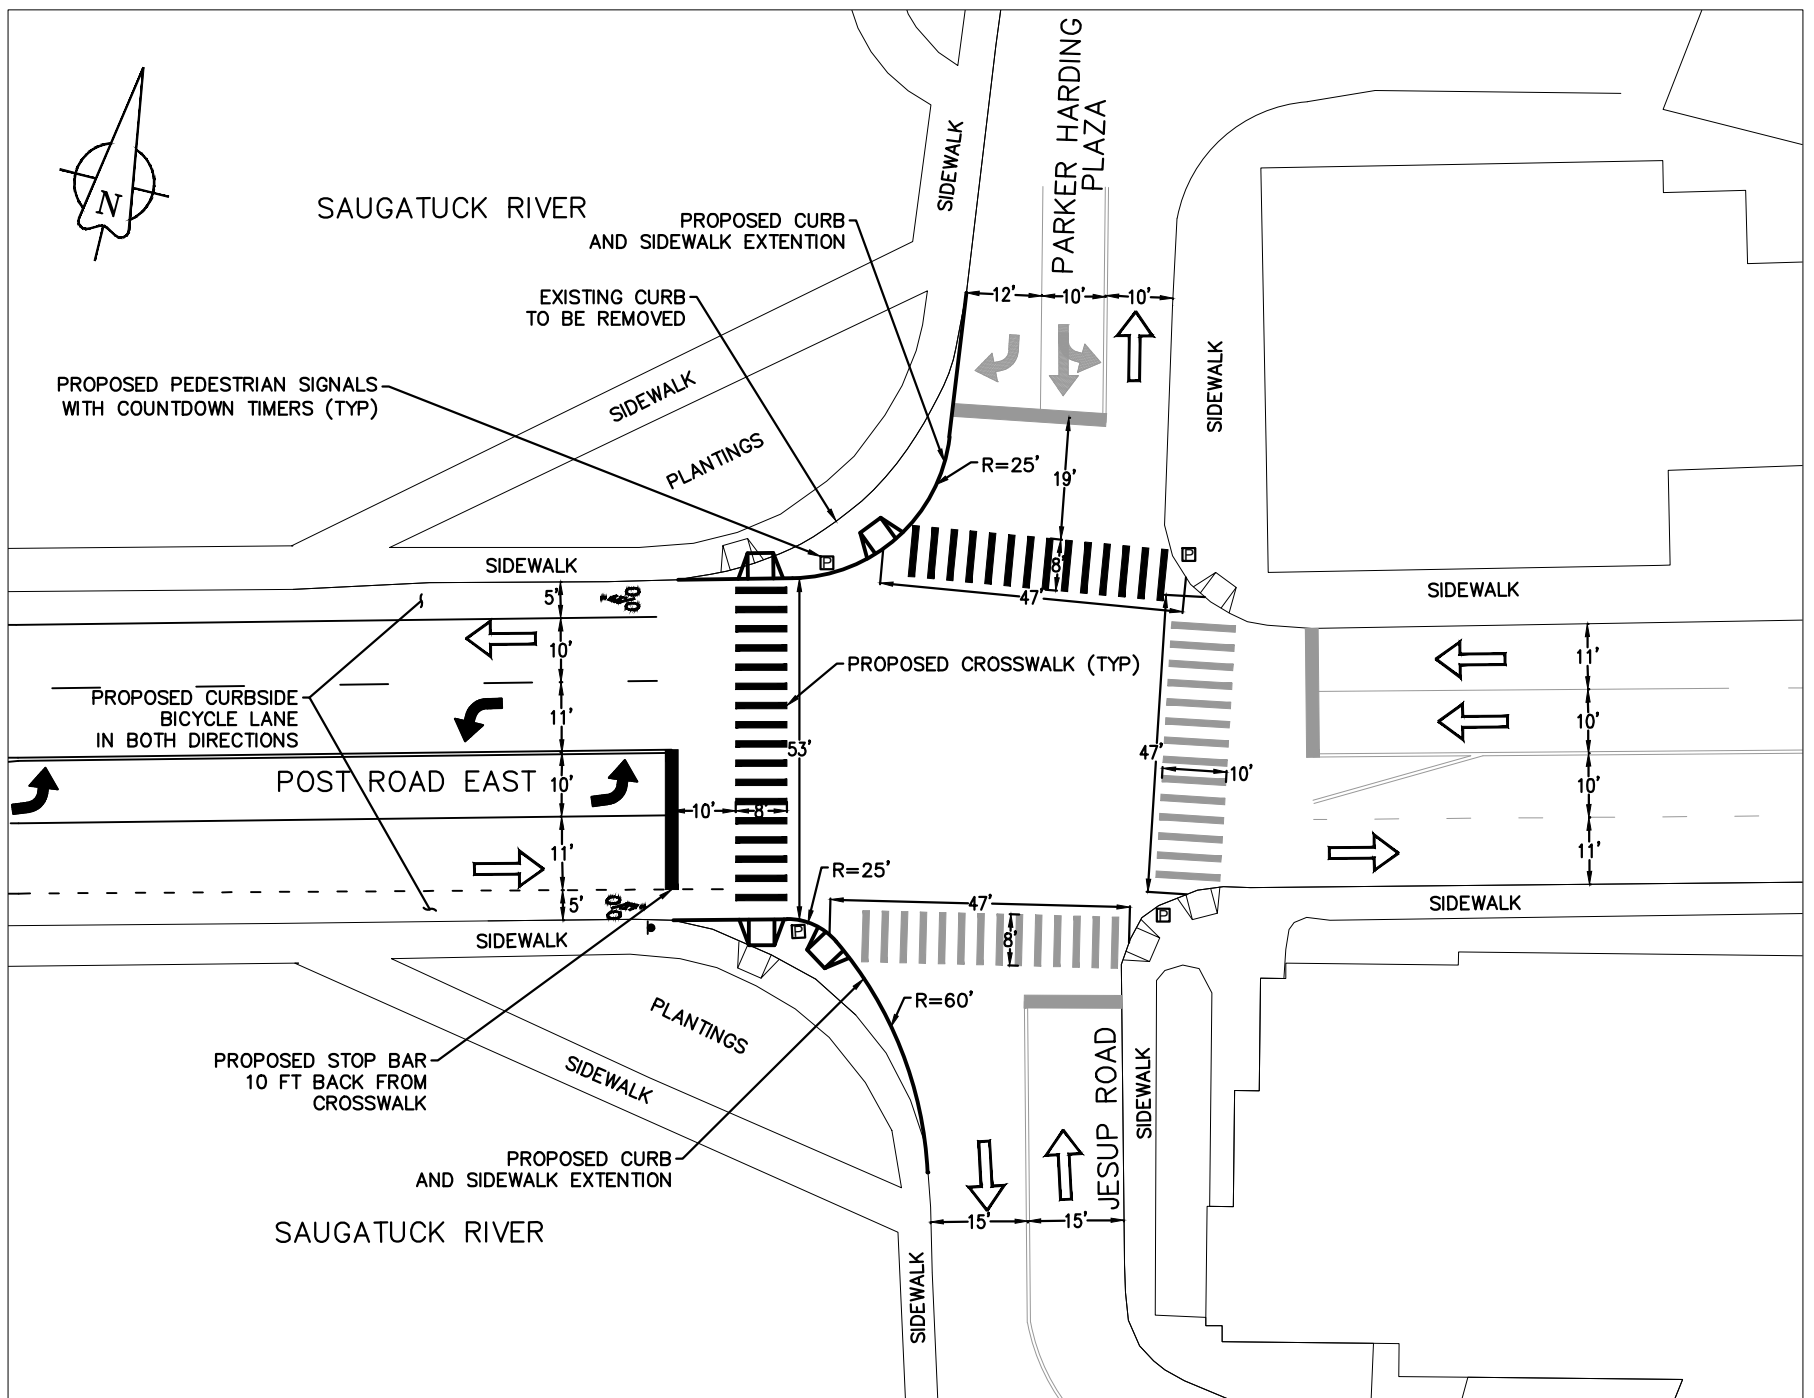 PARKER HARDING
PLAZA
N
SAUGATUCK RIVER
SIDEWALK
PROPOSED CURB
AND SIDEWALK EXTENTION
EXISTING CURB
TO BE REMOVED
12'
10'
10'
PROPOSED PEDESTRIAN SIGNALS
WITH COUNTDOWN TIMERS (TYP)
SIDEWALK
SIDEWALK
PLANTINGS
R=25'
19'
SIDEWALK
P
P
8'
47'
SIDEWALK
5'
10'
11'
10'
11'
5'
PROPOSED CROSSWALK (TYP)
PROPOSED CURBSIDE
BICYCLE LANE
IN BOTH DIRECTIONS
POST ROAD EAST
53'
47'
10'
11'
10'
10'
11'
10'
8'
R=25'
47'
8'
P
P
SIDEWALK
SIDEWALK
PLANTINGS
R=60'
SIDEWALK
PROPOSED STOP BAR
10 FT BACK FROM
CROSSWALK
JESUP ROAD
SIDEWALK
PROPOSED CURB
AND SIDEWALK EXTENTION
SAUGATUCK RIVER
15'
15'
SIDEWALK